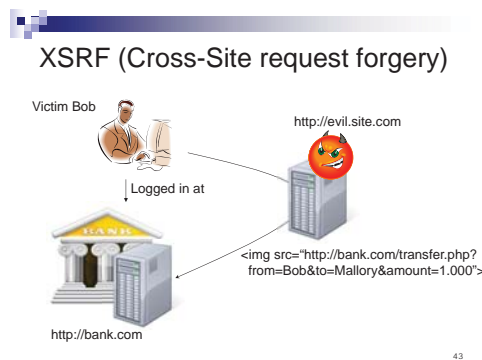 XSRF (Cross-Site request forgery)
Victim Bob
http://evil.site.com
Logged in at
BANK
<img src=“http://bank.com/transfer.php?
from=Bob&to=Mallory&amount=1.000”>
http://bank.com
43